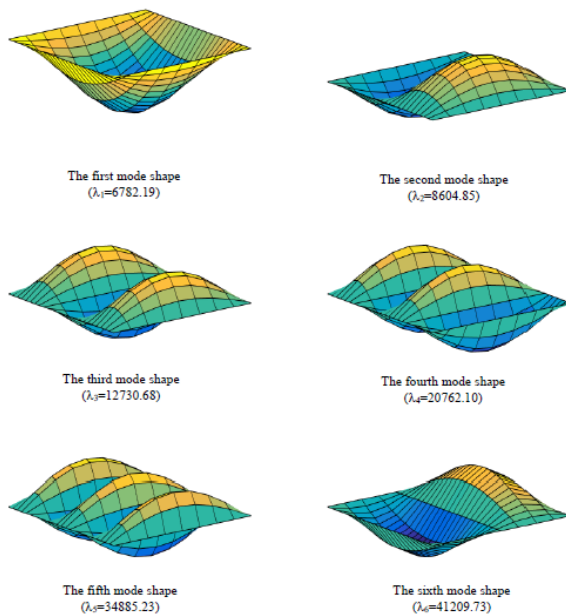 The first mode shape
(λ₁=6782.19)
The second mode shape
(λ₂=8604.85)
The third mode shape
(λ₃=12730.68)
The fourth mode shape
(λ₄=20762.10)
The fifth mode shape
(λ₅=34885.23)
The sixth mode shape
(λ₆=41209.73)